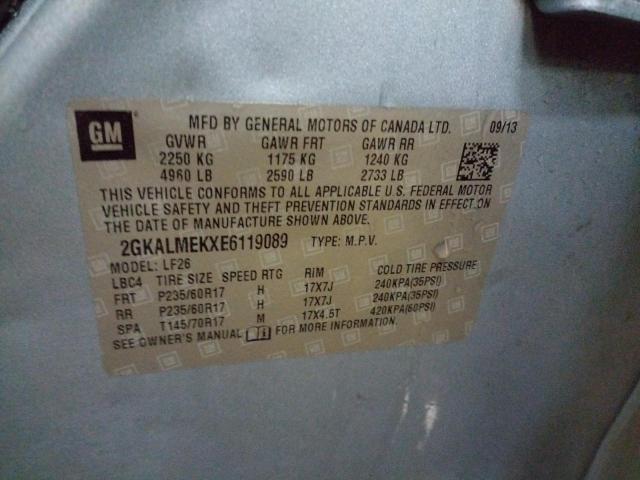 GM
MFD BY GENERAL MOTORS OF CANADA LTD. 09/13
GVWR GAWR FRT GAWR RR
2250 KG 1175 KG 1240 KG
4960 LB 2590 LB 2733 LB
THIS VEHICLE CONFORMS TO ALL APPLICABLE U.S. FEDERAL MOTOR
VEHICLE SAFETY AND THEFT PREVENTION STANDARDS IN EFFECT ON
THE DATE OF MANUFACTURE SHOWN ABOVE.
2GKALMEKXE6119089 TYPE: M.P.V.
MODEL: LF26
LBC4 TIRE SIZE SPEED RTG RIM COLD TIRE PRESSURE
FRT P235/60R17 H 17X7J 240KPA(35PSI)
RR P235/60R17 H 17X7J 240KPA(35PSI)
SPA T145/70R17 M 17X4.5T 420KPA(60PSI)
SEE OWNER'S MANUAL FOR MORE INFORMATION.